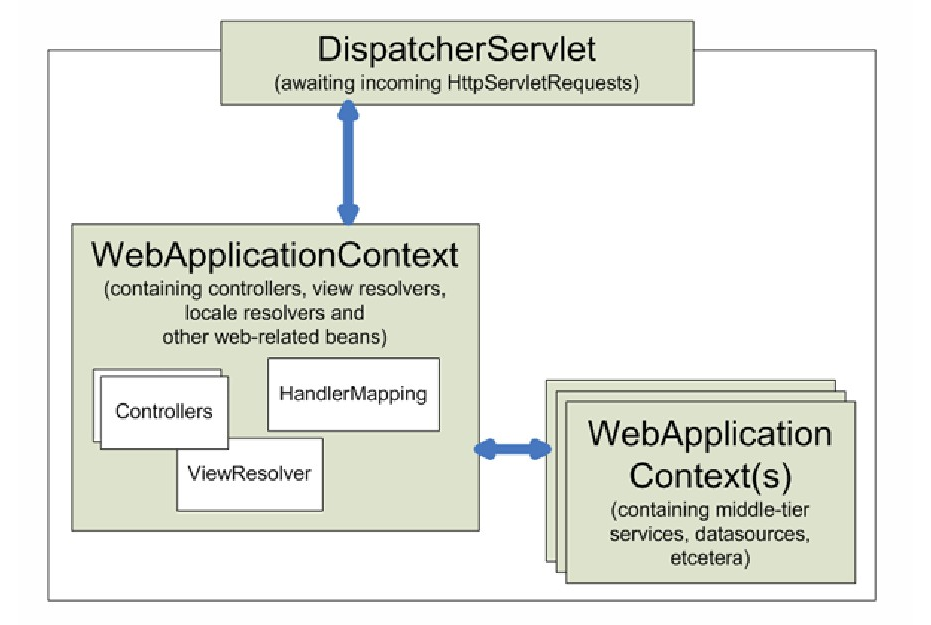 DispatcherServlet
(awaiting incoming HttpServletRequests)
WebApplicationContext
(containing controllers, view resolvers,
locale resolvers and
other web-related beans)
Controllers
HandlerMapping
ViewResolver
WebApplication
Context(s)
(containing middle-tier
services, datasources,
etcetera)